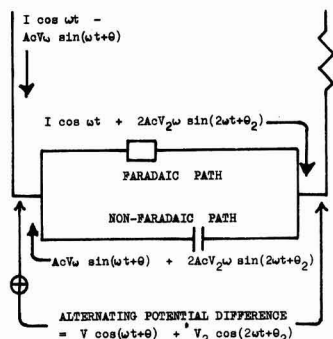 I cos ωt -
AcVω sin(ωt+θ)
I cos ωt + 2AcV₂ω sin(2ωt+θ₂)
FARADAIC PATH
NON-FARADAIC PATH
AcVω sin(ωt+θ) + 2AcV₂ω sin(2ωt+θ₂)
ALTERNATING POTENTIAL DIFFERENCE
= V cos(ωt+θ) + V₂ cos(2ωt+θ₂)